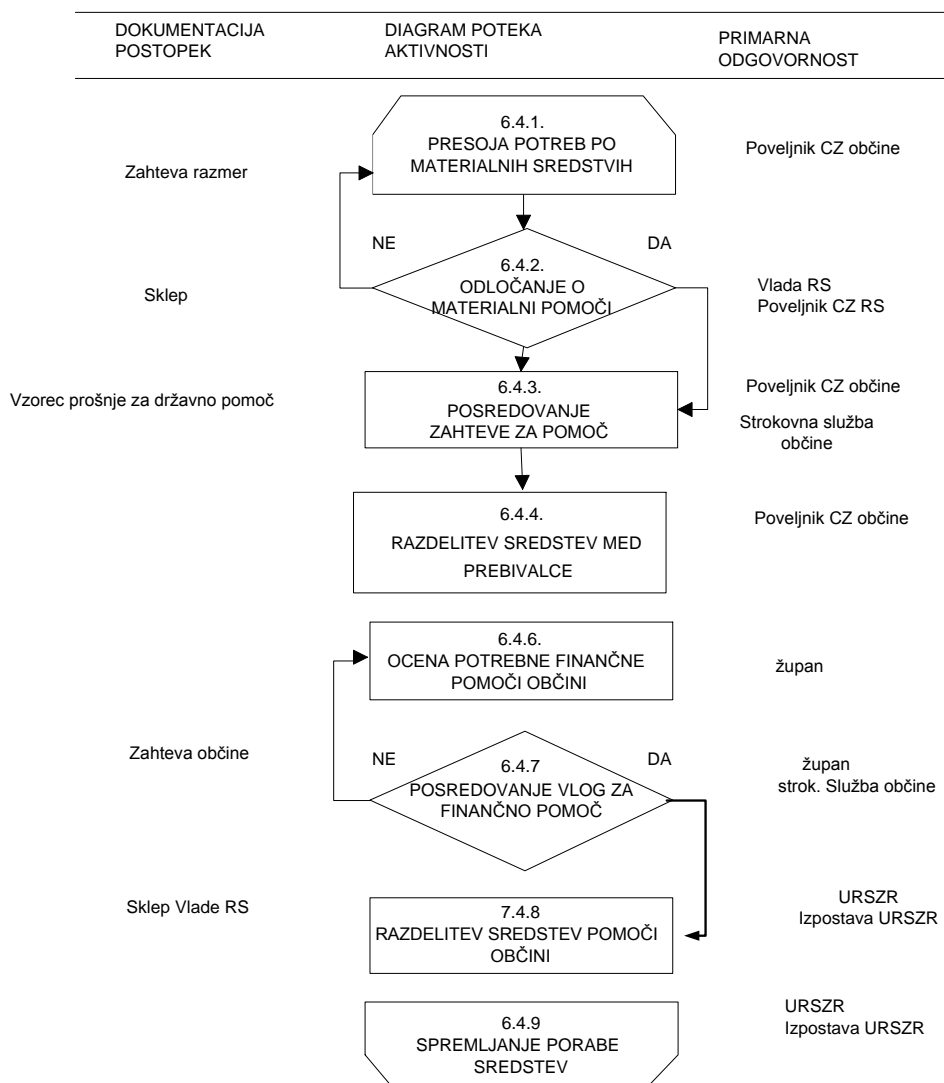 DOKUMENTACIJA
POSTOPEK
DIAGRAM POTEKA
AKTIVNOSTI
PRIMARNA
ODGOVORNOST
6.4.1.
PRESOJA POTREB PO
MATERIALNIH SREDSTVIH
Poveljnik CZ občine
Zahteva razmer
NE
DA
6.4.2.
ODLOČANJE O
MATERIALNI POMOČI
Sklep
Vlada RS
Poveljnik CZ RS
Vzorec prošnje za državno pomoč
6.4.3.
POSREDOVANJE
ZAHTEVE ZA POMOČ
Poveljnik CZ občine
Strokovna služba
občine
6.4.4.
RAZDELITEV SREDSTEV MED
PREBIVALCE
Poveljnik CZ občine
6.4.6.
OCENA POTREBNE FINANČNE
POMOČI OBČINI
župan
Zahteva občine
NE
DA
6.4.7
POSREDOVANJE VLOG ZA
FINANČNO POMOČ
župan
strok. Služba občine
Sklep Vlade RS
7.4.8
RAZDELITEV SREDSTEV POMOČI
OBČINI
URSZR
Izpostava URSZR
6.4.9
SPREMLJANJE PORABE
SREDSTEV
URSZR
Izpostava URSZR